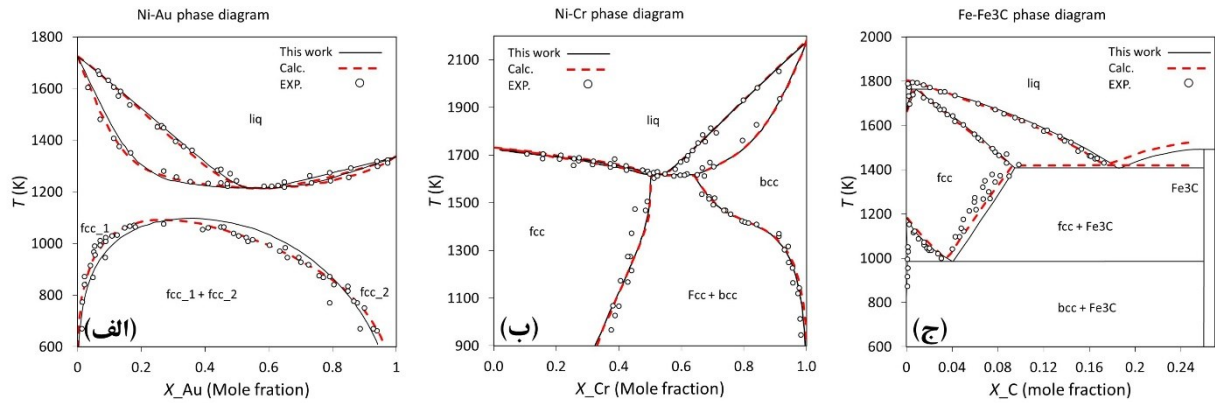 Ni-Au phase diagram
1800
1600
1400
1200
1000
800
600
T (K)
This work
Calc.
EXP.
liq
fcc_1
fcc_1 + fcc_2
fcc_2
(الف)
0
0.2
0.4
0.6
0.8
1
X_Au (Mole fration)
Ni-Cr phase diagram
2100
1900
1700
1500
1300
1100
900
T (K)
This work
Calc.
EXP.
liq
bcc
fcc
Fcc + bcc
(ب)
0.0
0.2
0.4
0.6
0.8
1.0
X_Cr (Mole fraction)
Fe-Fe3C phase diagram
2000
1800
1600
1400
1200
1000
800
600
T (K)
This work
Calc.
EXP.
liq
fcc
Fe3C
fcc + Fe3C
bcc + Fe3C
(ج)
0
0.04
0.08
0.12
0.16
0.20
0.24
X_C (mole fraction)